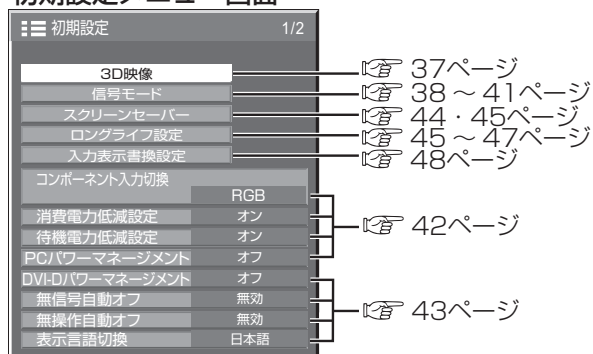 初期設定メニュー画面
初期設定 1/2
3D映像 ☞ 37ページ
信号モード ☞ 38 ～ 41ページ
スクリーンセーバー ☞ 44 · 45ページ
ロングライフ設定 ☞ 45 ～ 47ページ
入力表示書換設定 ☞ 48ページ
コンポーネント入力切換
RGB
消費電力低減設定 オン
待機電力低減設定 オン
☞ 42ページ
PCパワーマネージメント オフ
DVI-Dパワーマネージメント オフ
無信号自動オフ 無効
☞ 43ページ
無操作自動オフ 無効
表示言語切換 日本語